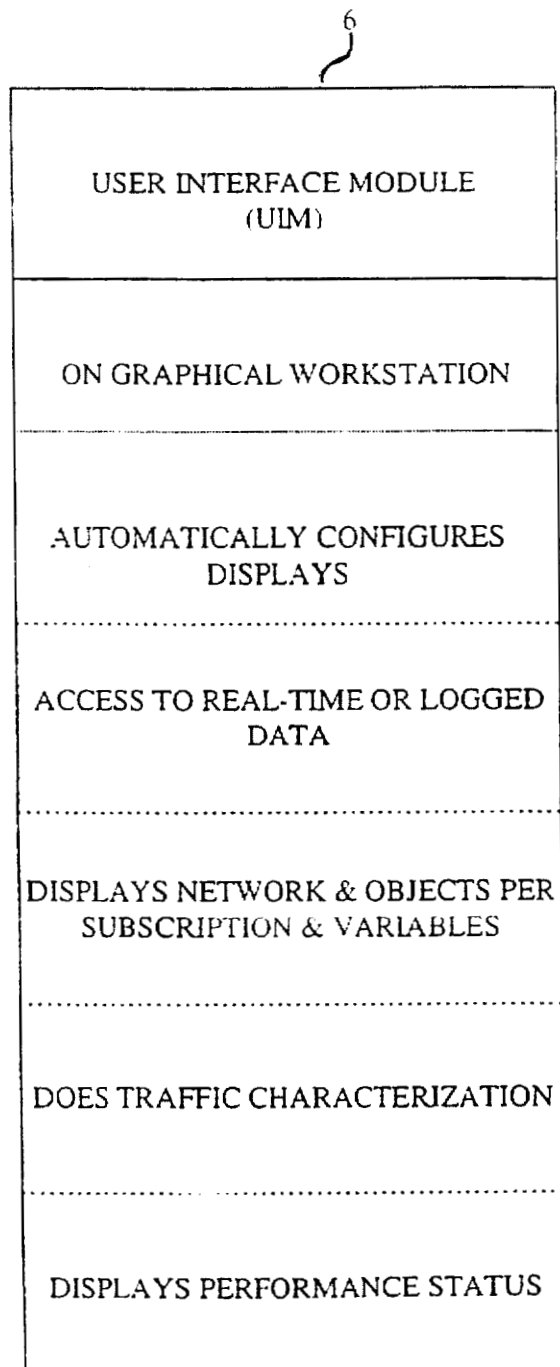 6
USER INTERFACE MODULE
(UIM)
ON GRAPHICAL WORKSTATION
AUTOMATICALLY CONFIGURES
DISPLAYS
ACCESS TO REAL-TIME OR LOGGED
DATA
DISPLAYS NETWORK & OBJECTS PER
SUBSCRIPTION & VARIABLES
DOES TRAFFIC CHARACTERIZATION
DISPLAYS PERFORMANCE STATUS